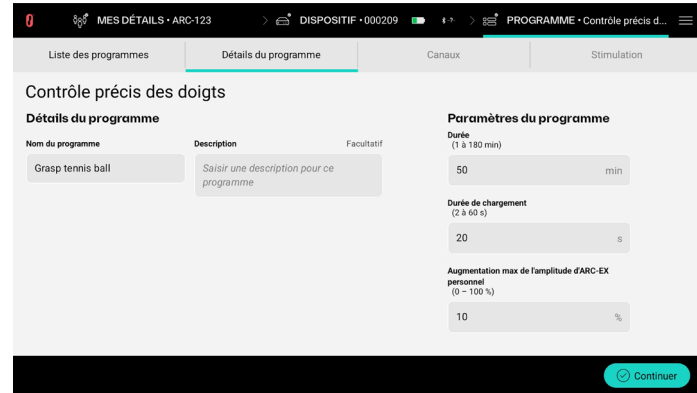 MES DÉTAILS • ARC-123 > DISPOSITIF • 000209 > PROGRAMME • Contrôle précis d...
Liste des programmes Détails du programme Canaux Stimulation
Contrôle précis des doigts
Détails du programme
Nom du programme
Grasp tennis ball
Description Facultatif
Saisir une description pour ce
programme
Paramètres du programme
Durée
(1 à 180 min)
50 min
Durée de chargement
(2 à 60 s)
20 s
Augmentation max de l'amplitude d'ARC-EX
personnel
(0 – 100 %)
10 %
Continuer